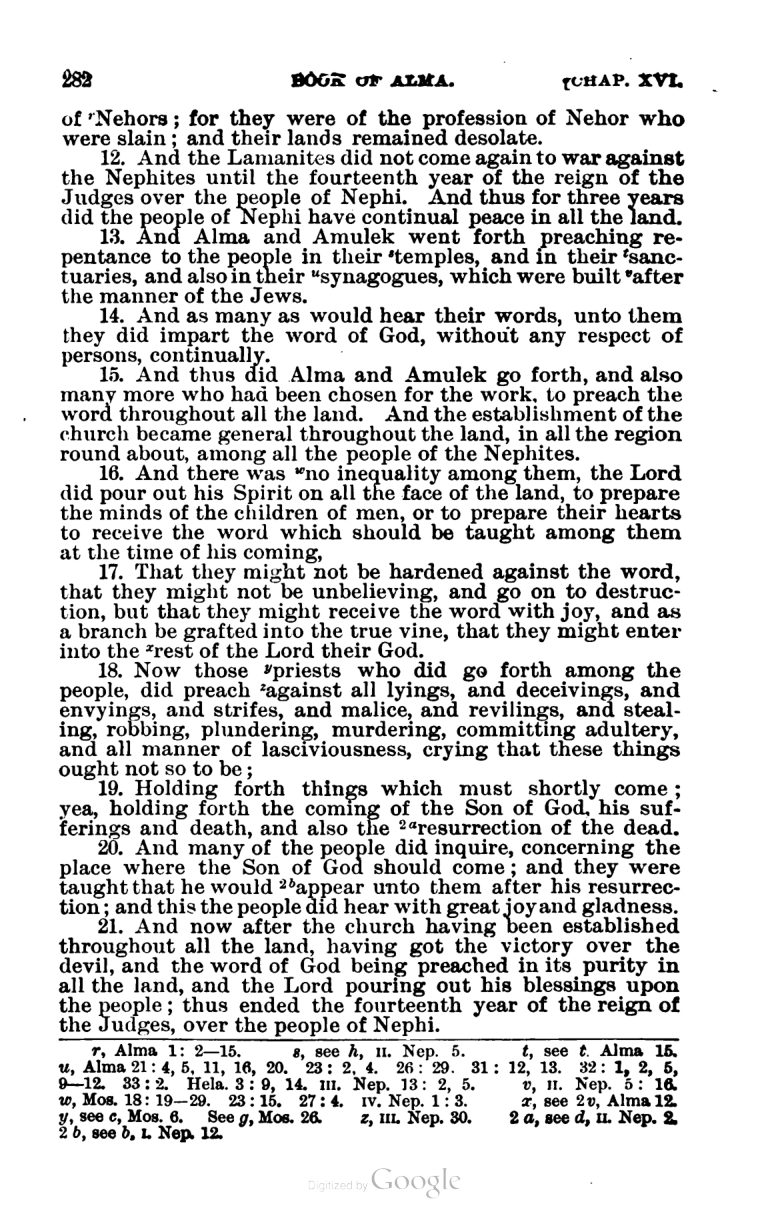 282 BOOK OF ALMA. [CHAP. XVI.
of ʳNehors; for they were of the profession of Nehor who
were slain; and their lands remained desolate.
12. And the Lamanites did not come again to war against
the Nephites until the fourteenth year of the reign of the
Judges over the people of Nephi. And thus for three years
did the people of Nephi have continual peace in all the land.
13. And Alma and Amulek went forth preaching re-
pentance to the people in their ˢtemples, and in their ᵗsanc-
tuaries, and also in their ᵘsynagogues, which were built ᵛafter
the manner of the Jews.
14. And as many as would hear their words, unto them
they did impart the word of God, without any respect of
persons, continually.
15. And thus did Alma and Amulek go forth, and also
many more who had been chosen for the work, to preach the
word throughout all the land. And the establishment of the
church became general throughout the land, in all the region
round about, among all the people of the Nephites.
16. And there was ʷno inequality among them, the Lord
did pour out his Spirit on all the face of the land, to prepare
the minds of the children of men, or to prepare their hearts
to receive the word which should be taught among them
at the time of his coming,
17. That they might not be hardened against the word,
that they might not be unbelieving, and go on to destruc-
tion, but that they might receive the word with joy, and as
a branch be grafted into the true vine, that they might enter
into the ˣrest of the Lord their God.
18. Now those ʸpriests who did go forth among the
people, did preach ᶻagainst all lyings, and deceivings, and
envyings, and strifes, and malice, and revilings, and steal-
ing, robbing, plundering, murdering, committing adultery,
and all manner of lasciviousness, crying that these things
ought not so to be;
19. Holding forth things which must shortly come;
yea, holding forth the coming of the Son of God, his suf-
ferings and death, and also the ²ᵃresurrection of the dead.
20. And many of the people did inquire, concerning the
place where the Son of God should come; and they were
taught that he would ²ᵇappear unto them after his resurrec-
tion; and this the people did hear with great joy and gladness.
21. And now after the church having been established
throughout all the land, having got the victory over the
devil, and the word of God being preached in its purity in
all the land, and the Lord pouring out his blessings upon
the people; thus ended the fourteenth year of the reign of
the Judges, over the people of Nephi.
r, Alma 1: 2—15. s, see h, II. Nep. 5. t, see t. Alma 15.
u, Alma 21: 4, 5, 11, 16, 20. 23: 2, 4. 26: 29. 31: 12, 13. 32: 1, 2, 5,
9—12. 33: 2. Hela. 3: 9, 14. III. Nep. 13: 2, 5. v, II. Nep. 5: 16.
w, Mos. 18: 19—29. 23: 15. 27: 4. IV. Nep. 1: 3. x, see 2v, Alma 12.
y, see c, Mos. 6. See g, Mos. 26. z, III. Nep. 30. 2 a, see d, II. Nep. 2.
2 b, see b, I. Nep. 12.
Digitized by Google